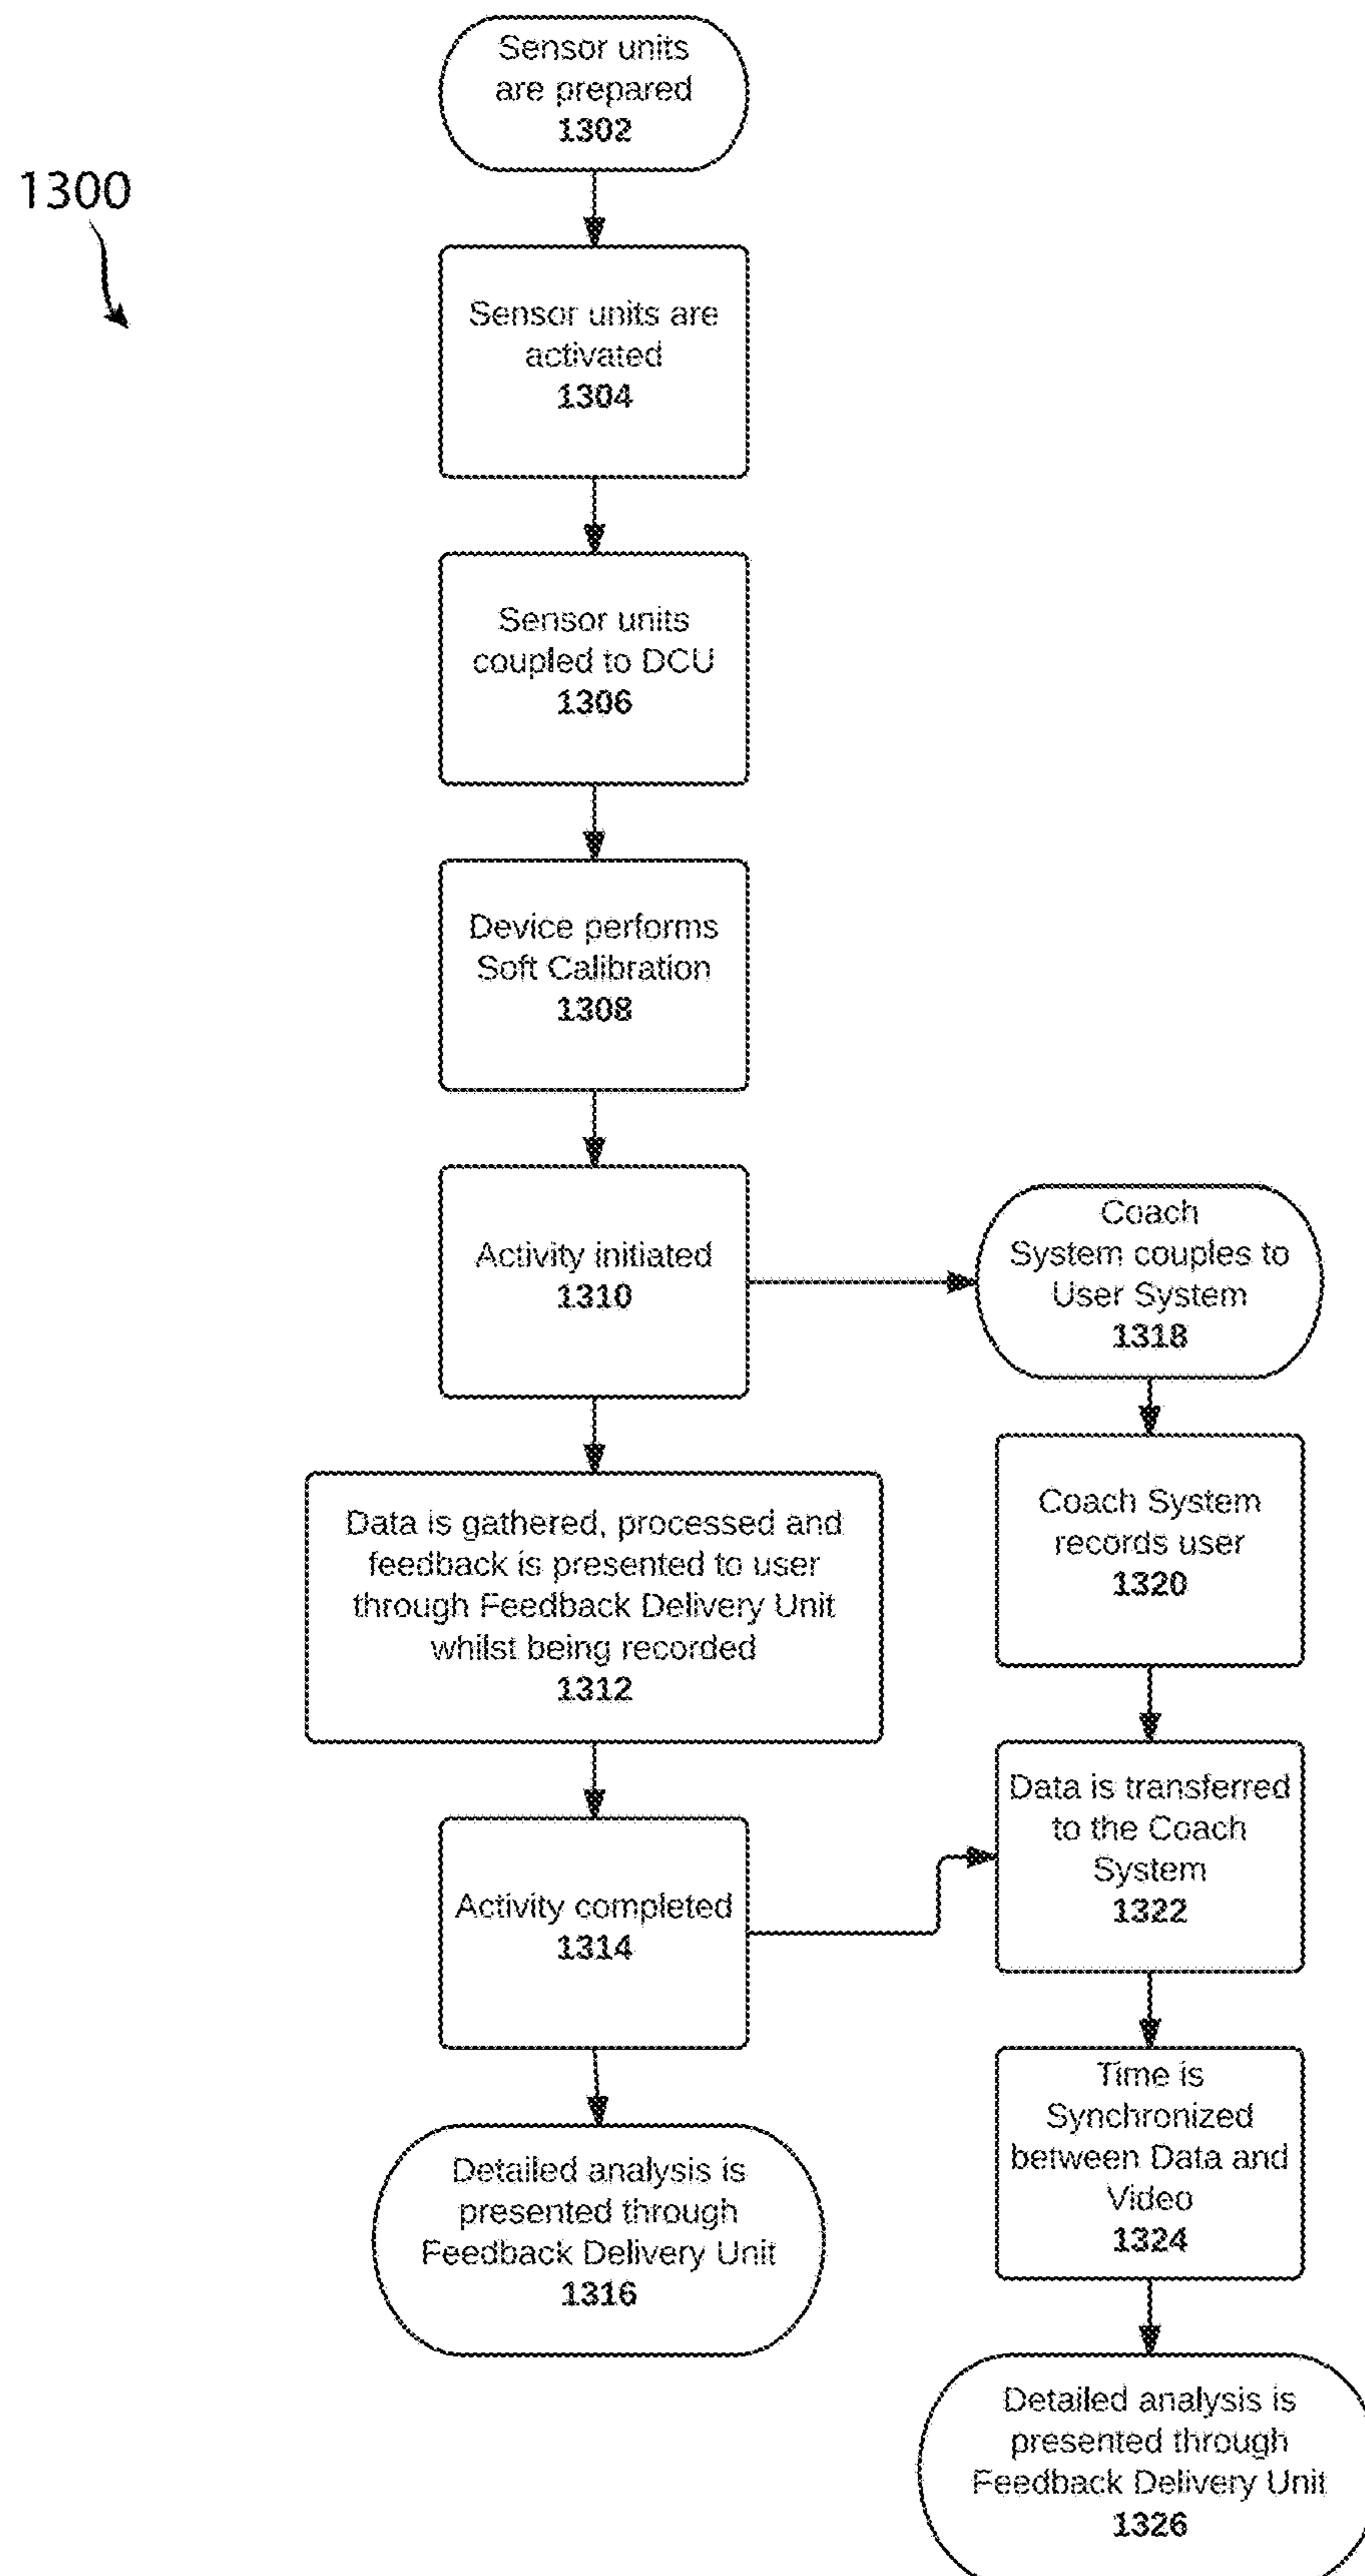 1300
Sensor units
are prepared
1302
Sensor units are
activated
1304
Sensor units
coupled to DCU
1306
Device performs
Soft Calibration
1308
Activity initiated
1310
Data is gathered, processed and
feedback is presented to user
through Feedback Delivery Unit
whilst being recorded
1312
Activity completed
1314
Detailed analysis is
presented through
Feedback Delivery Unit
1316
Coach
System couples to
User System
1318
Coach System
records user
1320
Data is transferred
to the Coach
System
1322
Time is
Synchronized
between Data and
Video
1324
Detailed analysis is
presented through
Feedback Delivery Unit
1326